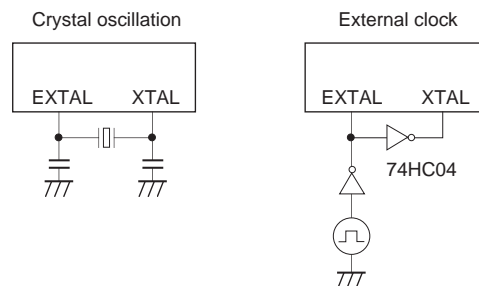 Crystal oscillation
EXTAL XTAL
External clock
EXTAL XTAL
74HC04